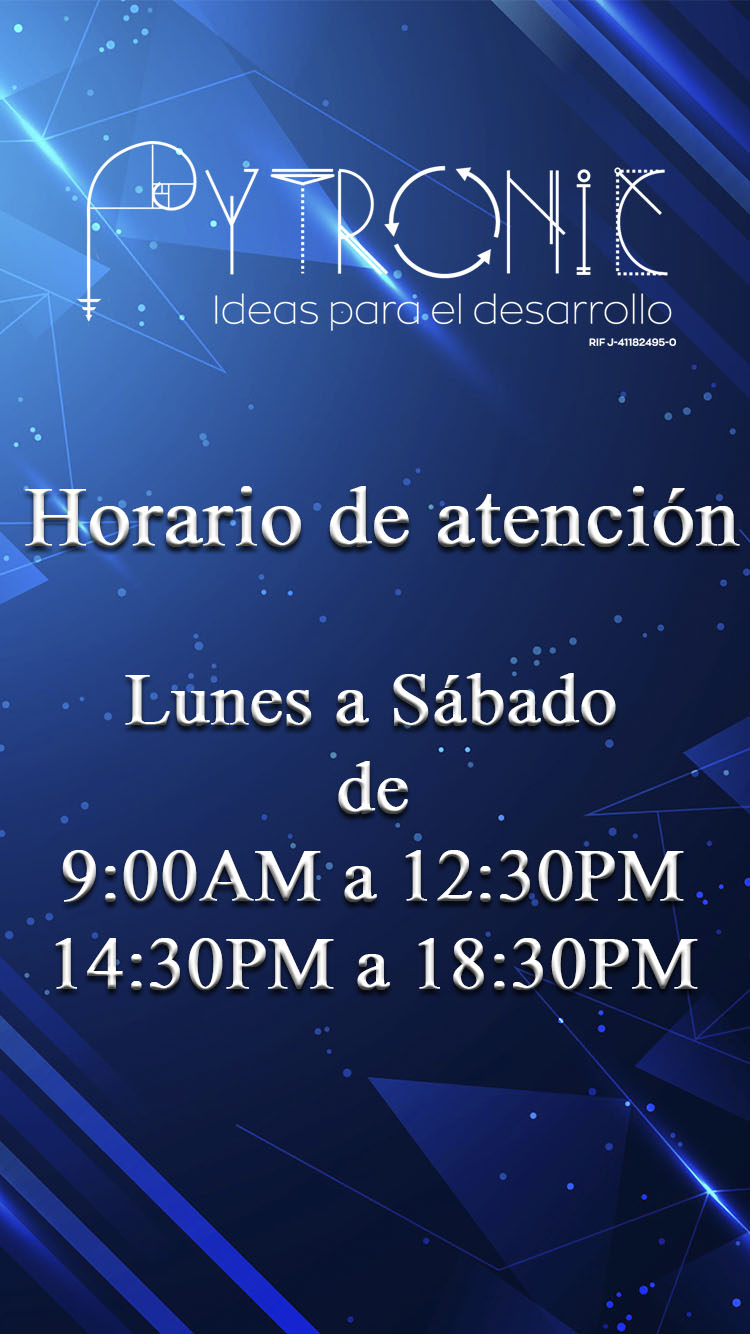 PYTRONIC
Ideas para el desarrollo
RIF J-41182495-0
Horario de atención
Lunes a Sábado
de
9:00AM a 12:30PM
14:30PM a 18:30PM